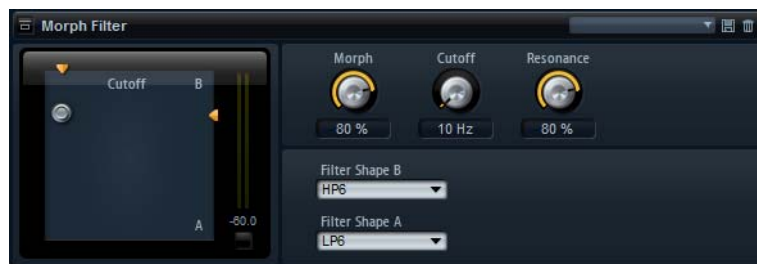 Morph Filter
Cutoff B
A
-60.0
Morph Cutoff Resonance
80 % 10 Hz 80 %
Filter Shape B
HP6
Filter Shape A
LP6